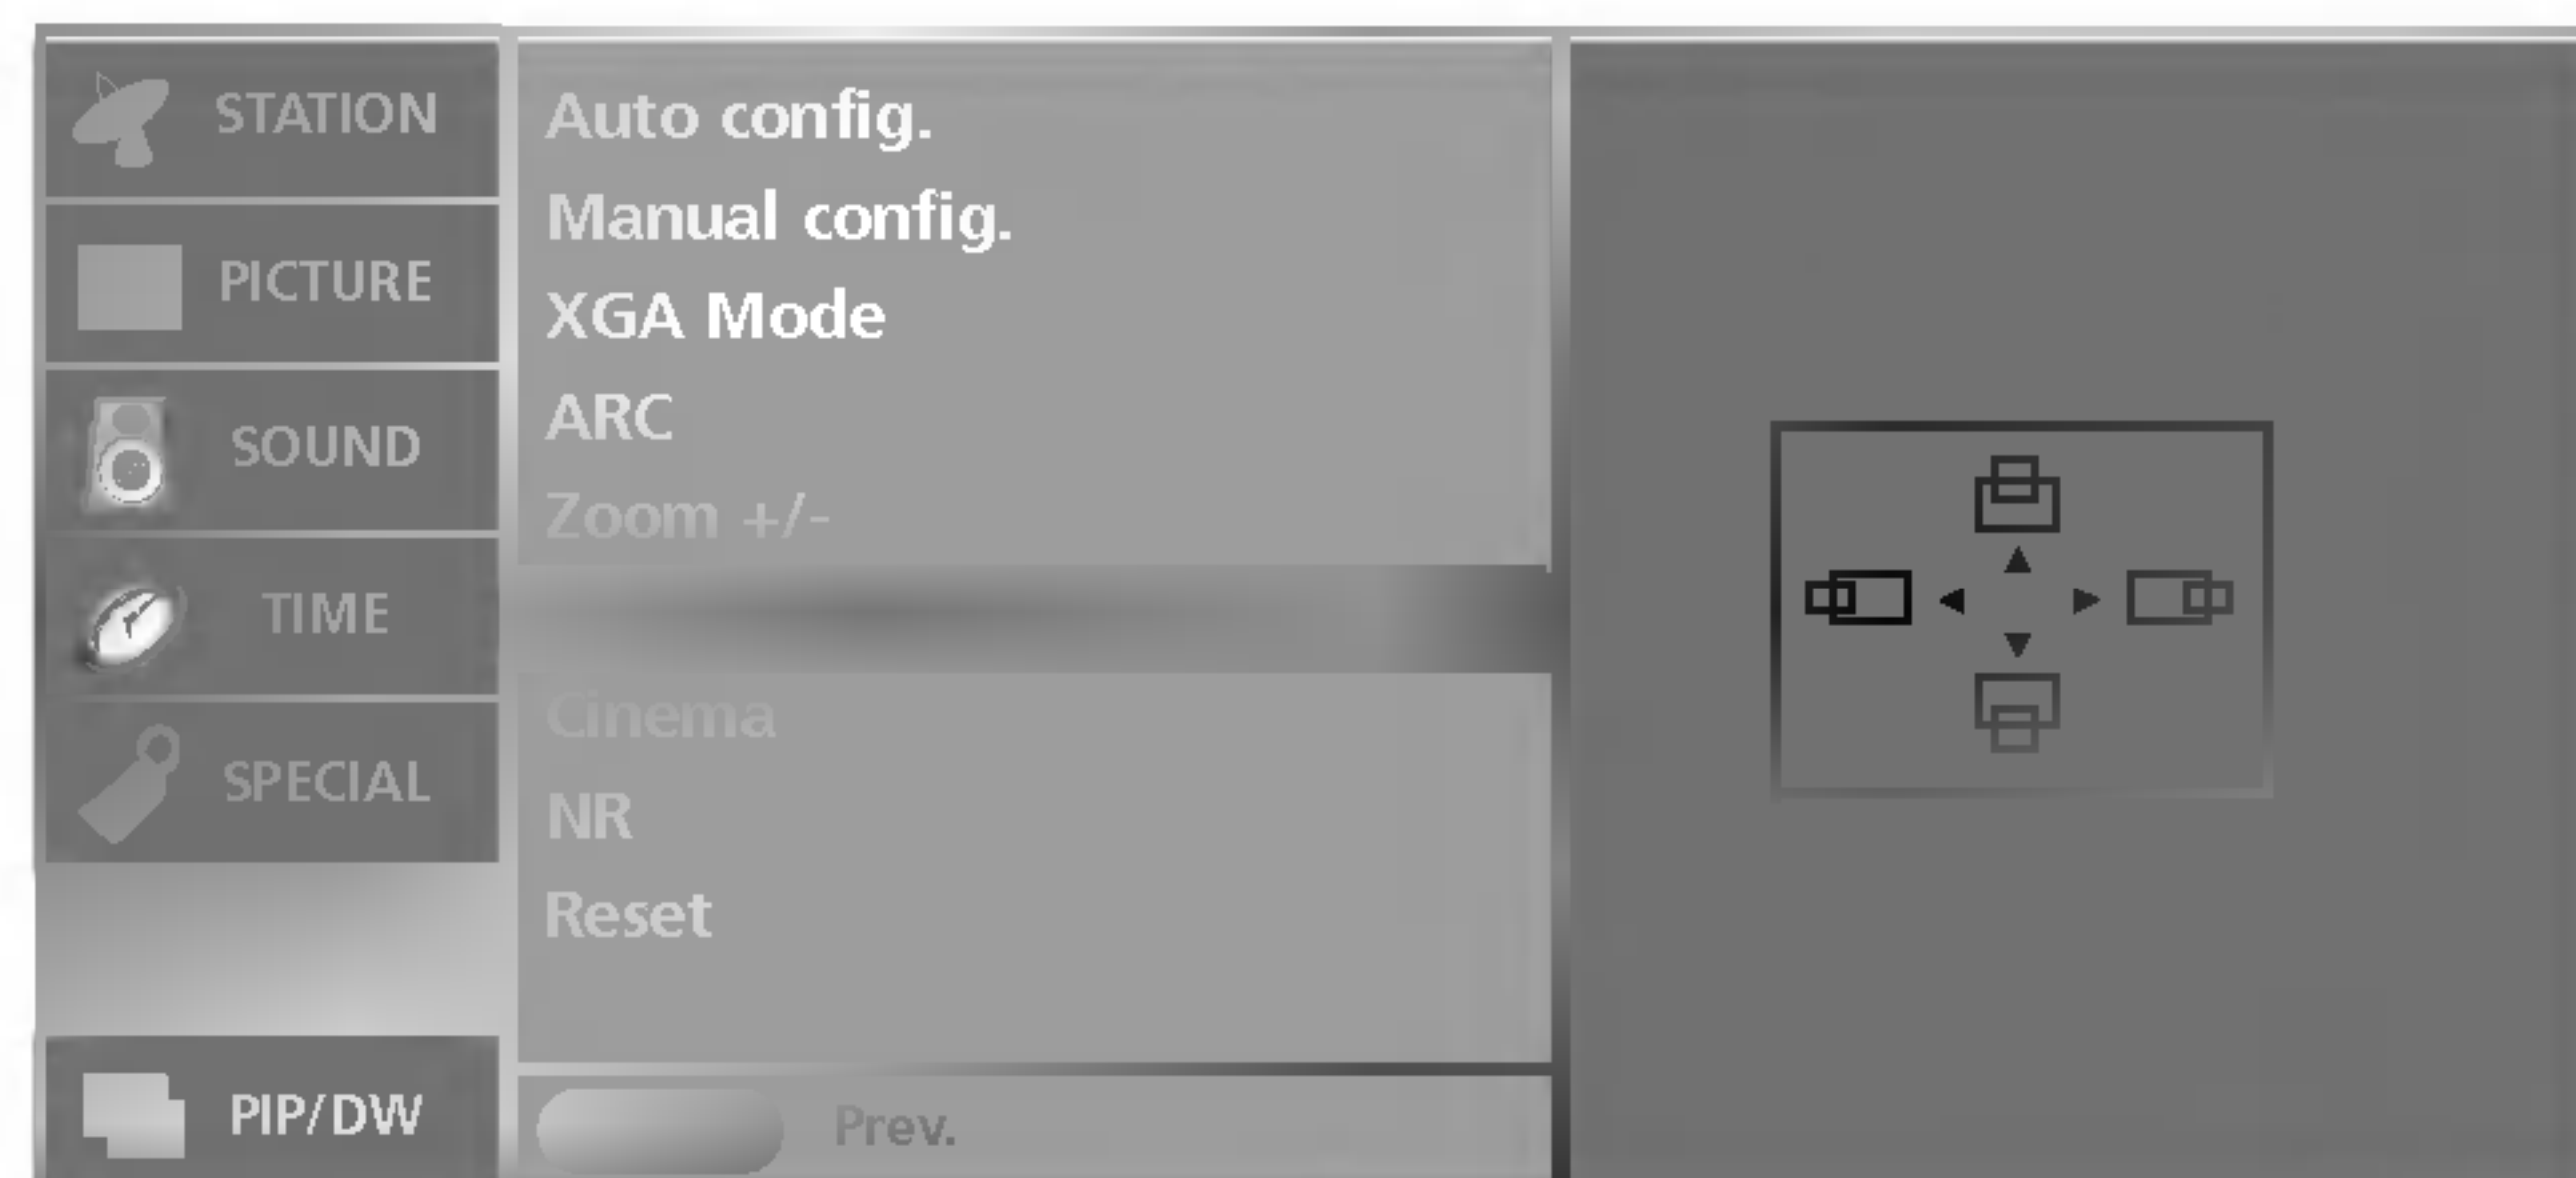 STATION
PICTURE
SOUND
TIME
SPECIAL
PIP/DW
Auto config.
Manual config.
XGA Mode
ARC
Zoom +/-
Cinema
NR
Reset
Prev.